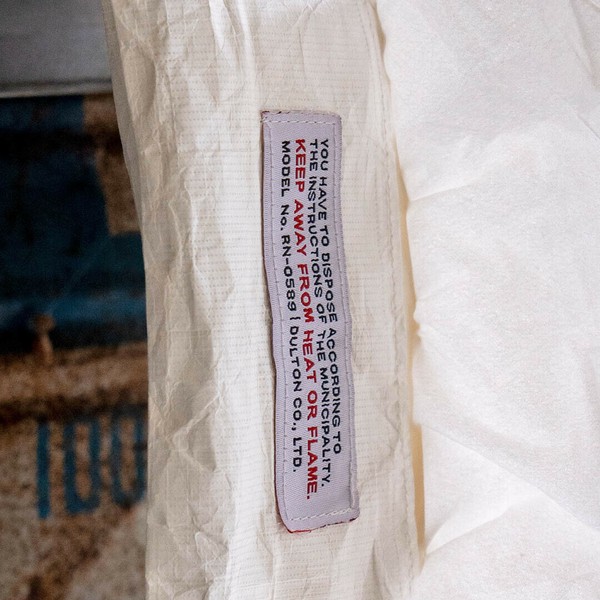 YOU HAVE TO DISPOSE ACCORDING TO
THE INSTRUCTIONS OF THE MUNICIPALITY.
KEEP AWAY FROM HEAT OR FLAME.
MODEL No. RN-0589 | DULTON CO., LTD.
100